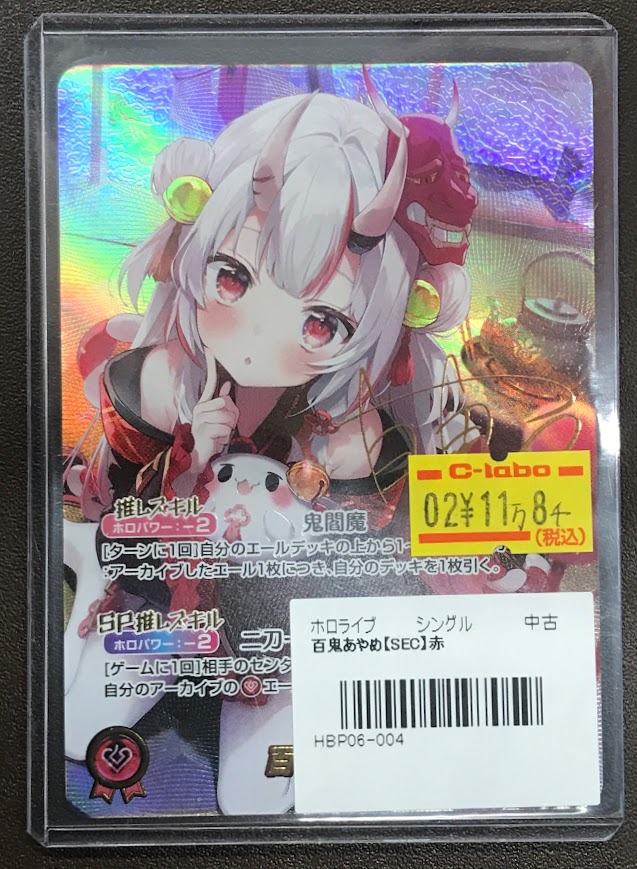 推しスキル
ホロパワー：−2
鬼閻魔
[ターンに1回]自分のエールデッキの上から1~
:アーカイブしたエール1枚につき、自分のデッキを1枚引く。
SP推しスキル
ホロパワー：−2
二刀
[ゲームに1回]相手のセンタ
自分のアーカイブの
エー
百
C-labo
02¥11万8千
(税込)
ホロライブ シングル 中古
百鬼あやめ【SEC】赤
HBP06-004